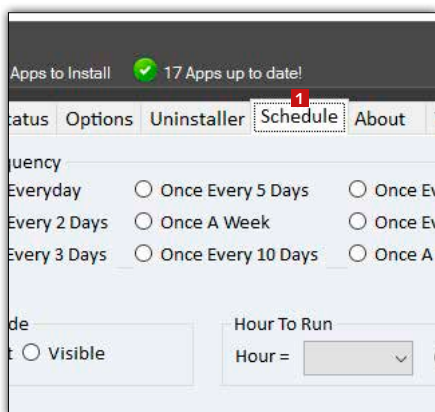 Apps to Install 17 Apps up to date!
1
tatus Options Uninstaller Schedule About
quency
Everyday Once Every 5 Days Once Ev
Every 2 Days Once A Week Once Ev
Every 3 Days Once Every 10 Days Once A
de Hour To Run
t Visible Hour =